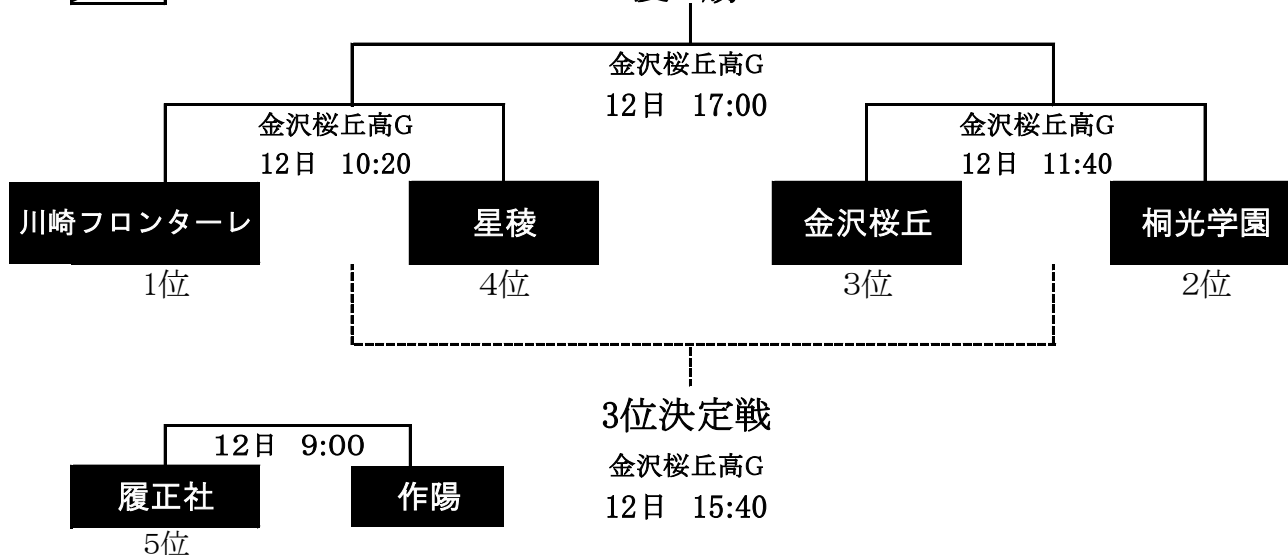 金沢桜丘高G
12日 17:00
金沢桜丘高G
12日 10:20
金沢桜丘高G
12日 11:40
川崎フロンターレ
星稜
金沢桜丘
桐光学園
1位
4位
3位
2位
3位決定戦
金沢桜丘高G
12日 15:40
12日 9:00
履正社
作陽
5位